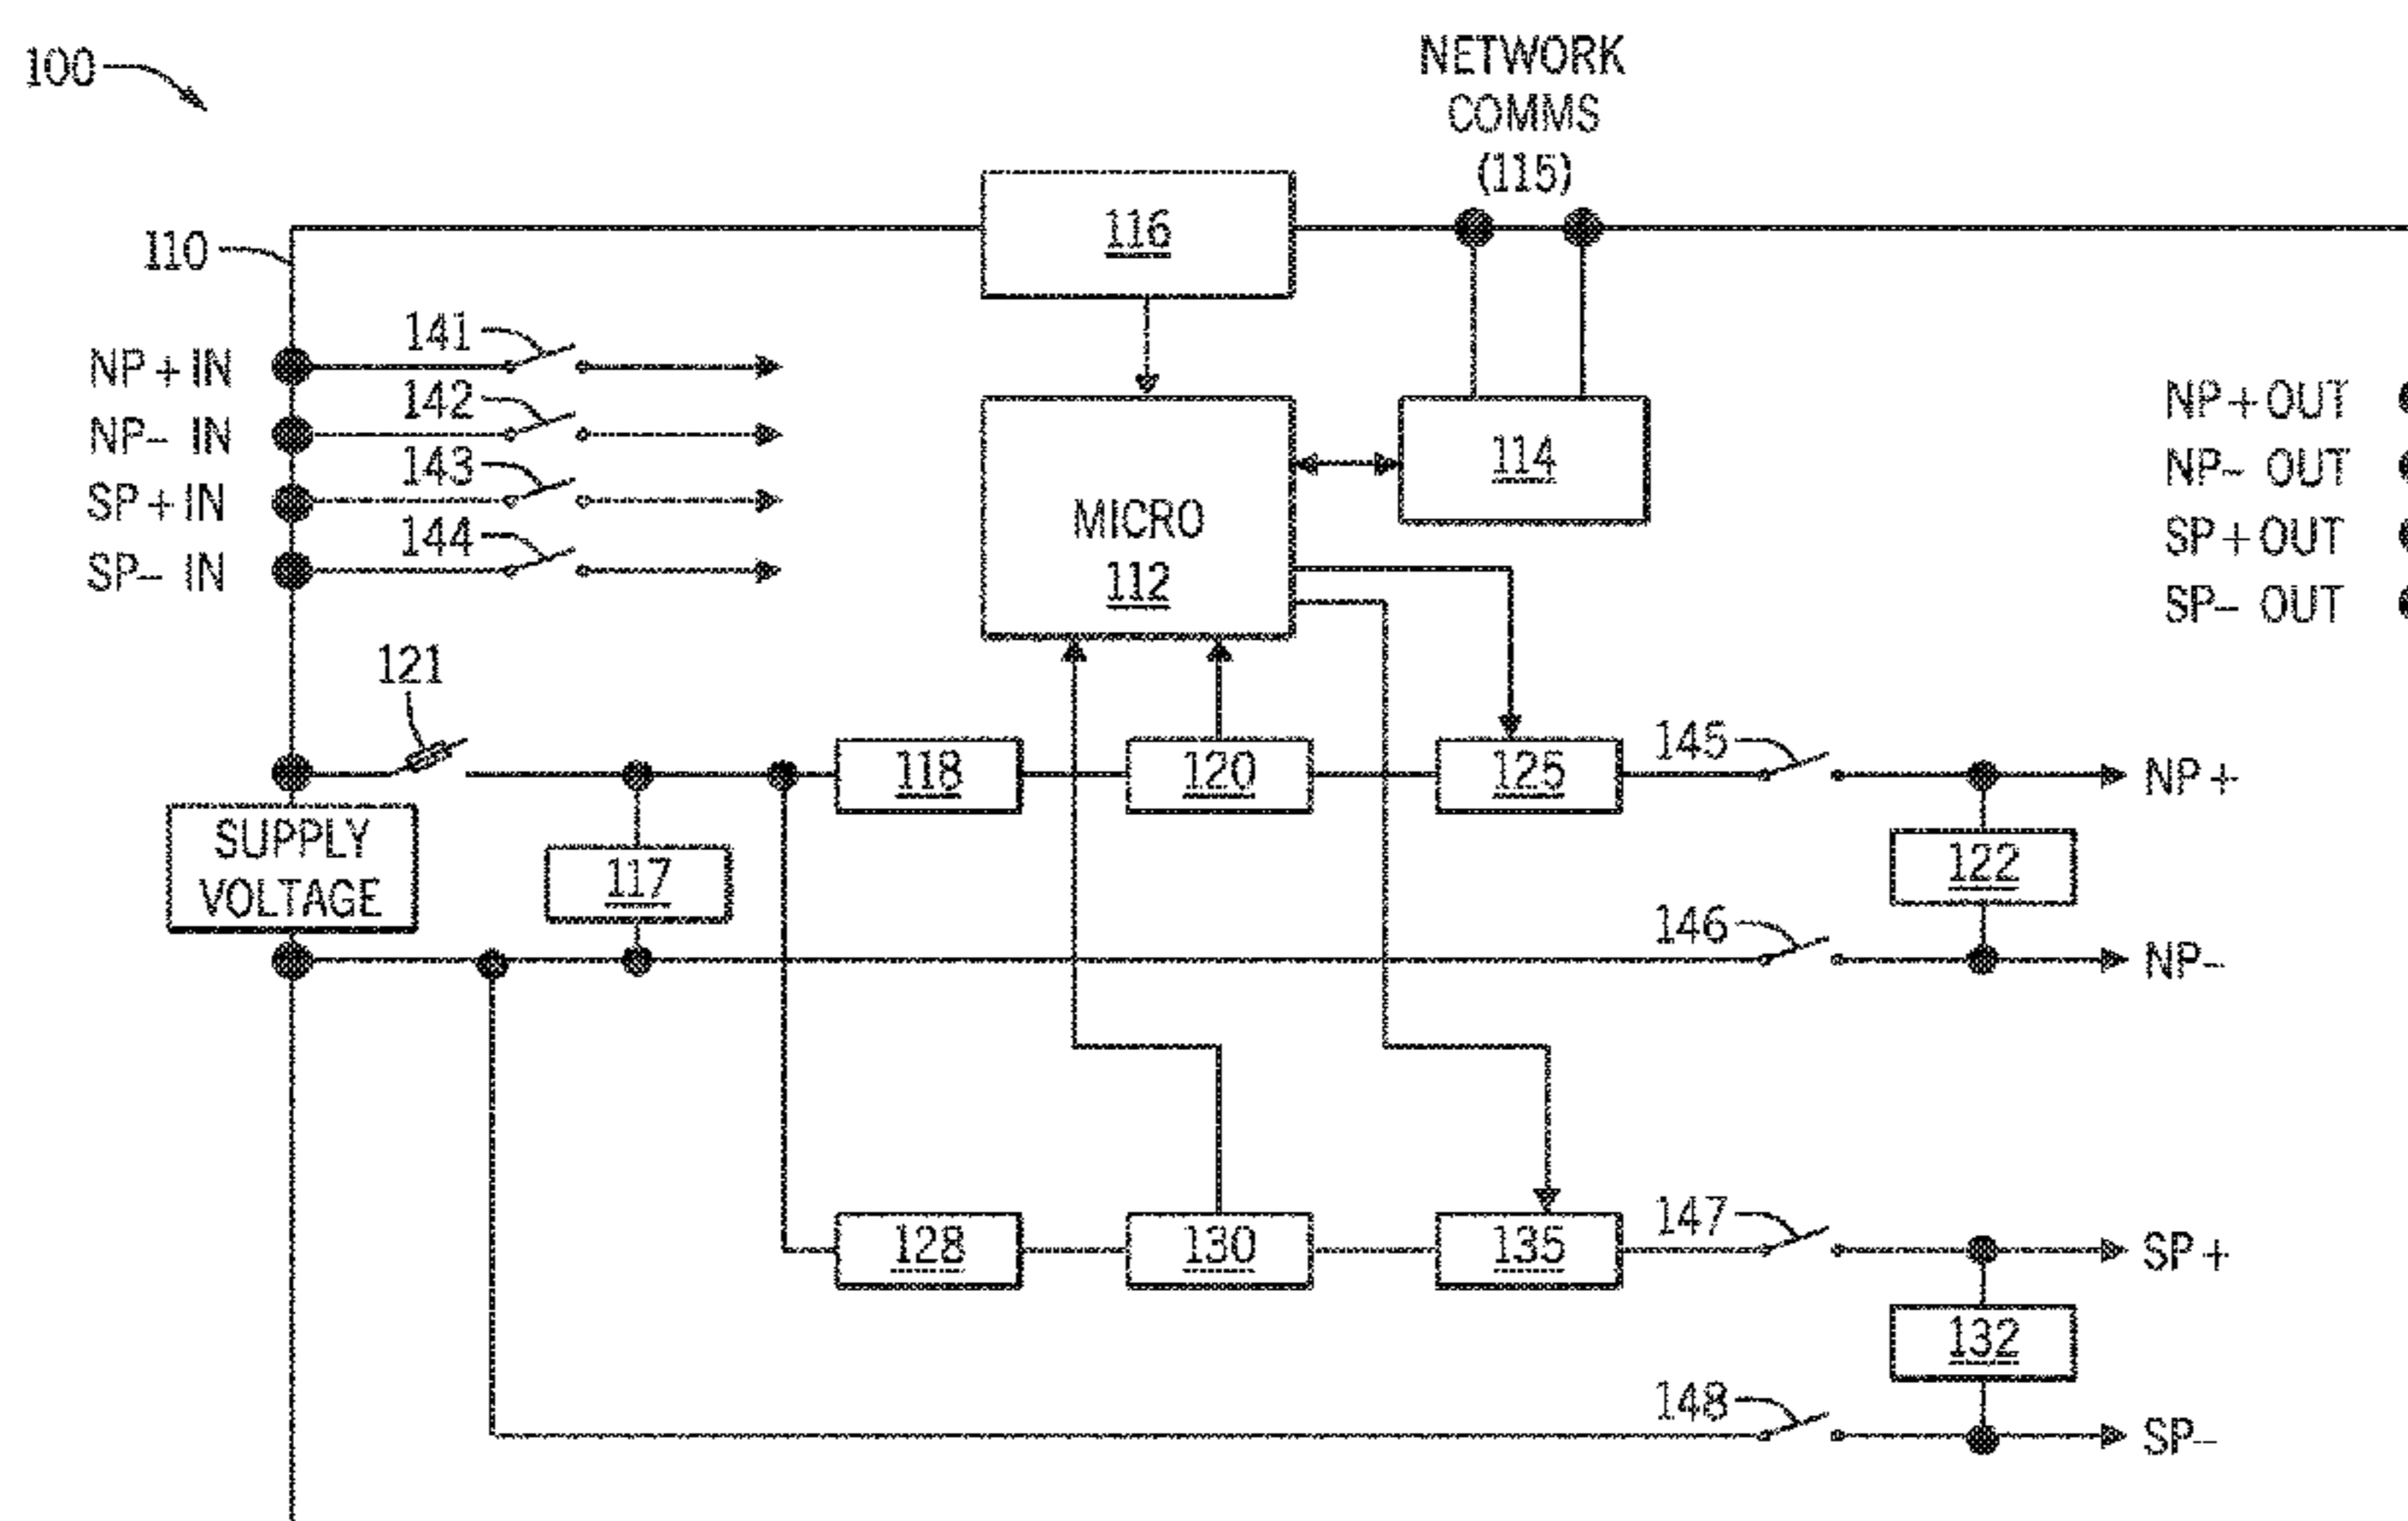 100
NETWORK
COMMS
(115)
116
110
141
NP+ IN
142
NP- IN
143
SP+ IN
144
SP- IN
MICRO
112
114
NP+ OUT
NP- OUT
SP+ OUT
SP- OUT
121
118
120
125
145
NP+
SUPPLY
VOLTAGE
117
122
146
NP-
128
130
135
147
SP+
132
148
SP-